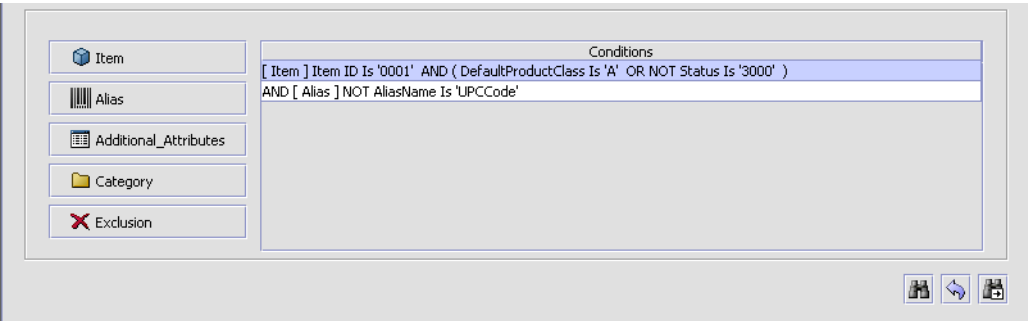 Item
Alias
Additional_Attributes
Category
Exclusion
Conditions
[ Item ] Item ID Is '0001'  AND ( DefaultProductClass Is 'A'  OR NOT Status Is '3000'  )
AND [ Alias ] NOT AliasName Is 'UPCCode'